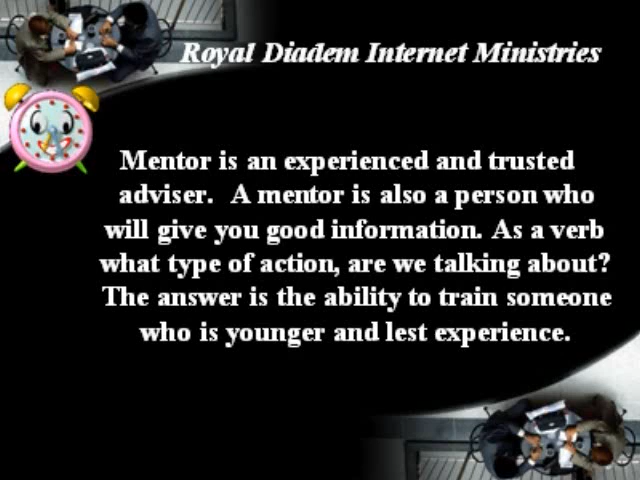 Royal Diadem Internet Ministries
Mentor is an experienced and trusted
adviser.  A mentor is also a person who
will give you good information. As a verb
what type of action, are we talking about?
The answer is the ability to train someone
who is younger and lest experience.